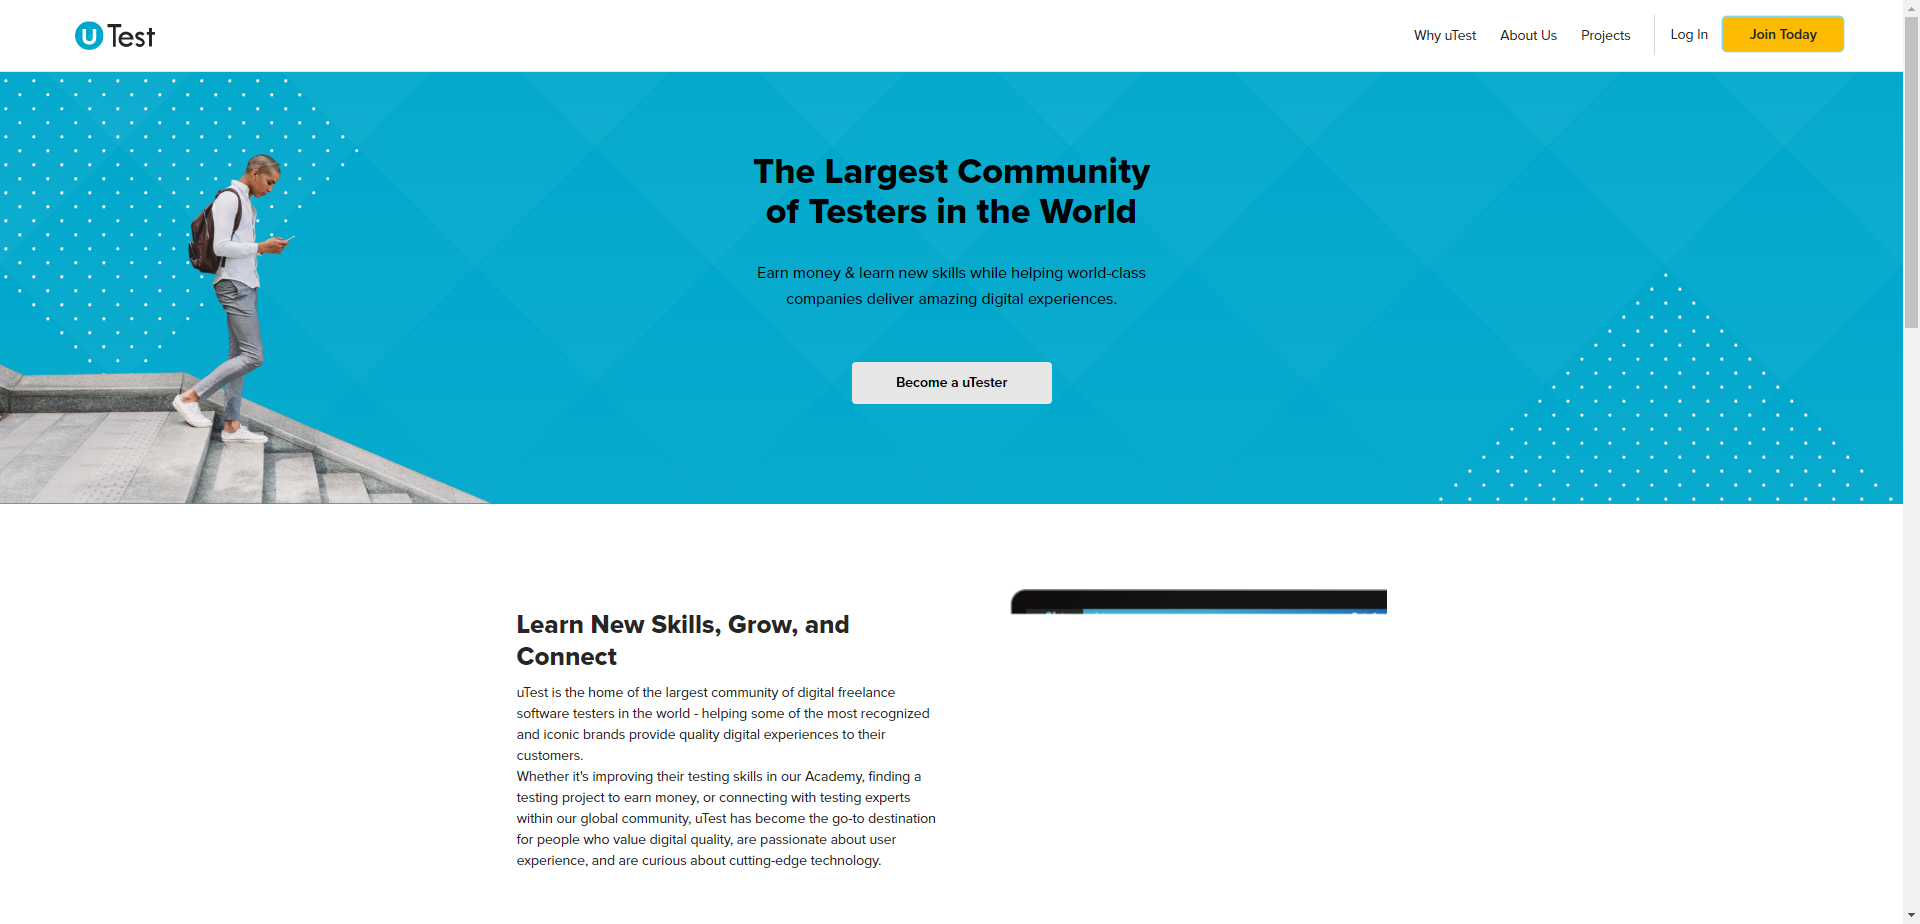 uTest
Why uTest
About Us
Projects
Log In
Join Today
The Largest Community
of Testers in the World
Earn money & learn new skills while helping world-class
companies deliver amazing digital experiences.
Become a uTester
Learn New Skills, Grow, and
Connect
uTest is the home of the largest community of digital freelance
software testers in the world - helping some of the most recognized
and iconic brands provide quality digital experiences to their
customers.
Whether it's improving their testing skills in our Academy, finding a
testing project to earn money, or connecting with testing experts
within our global community, uTest has become the go-to destination
for people who value digital quality, are passionate about user
experience, and are curious about cutting-edge technology.